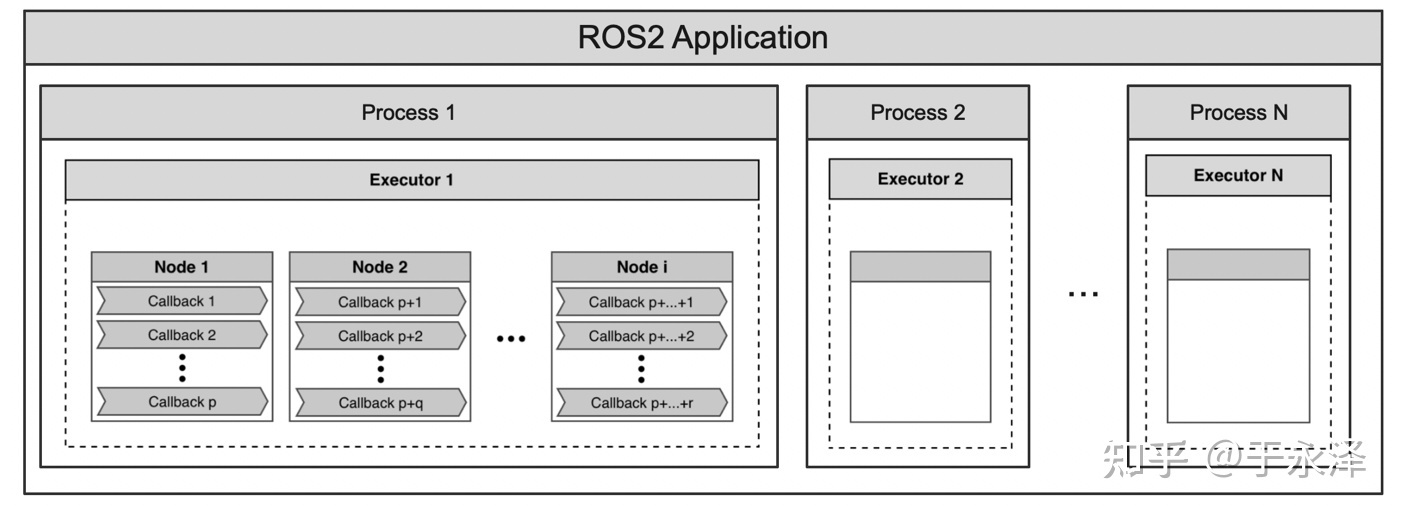 ROS2 Application
Process 1
Executor 1
Node 1
Callback 1
Callback 2
Callback p
Node 2
Callback p+1
Callback p+2
Callback p+q
...
Node i
Callback p+...+1
Callback p+...+2
Callback p+...+r
Process 2
Executor 2
...
Process N
Executor N
知乎 @于永泽